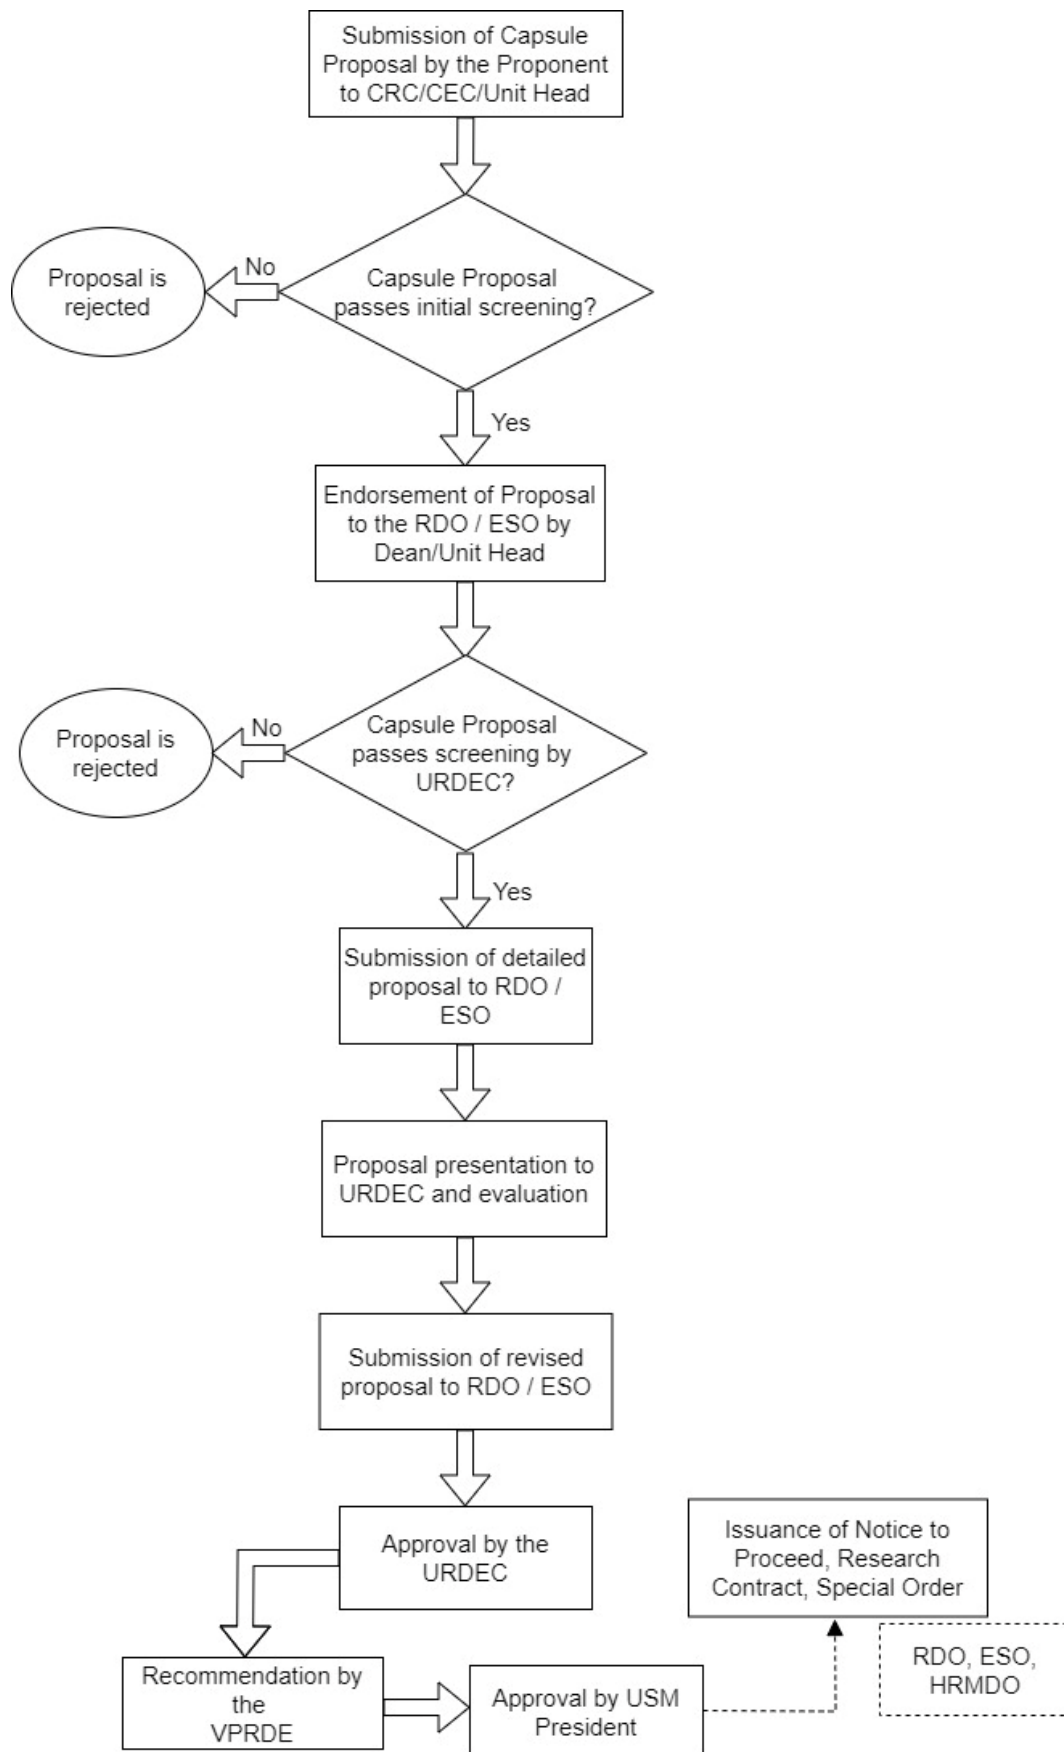 Submission of Capsule
Proposal by the Proponent
to CRC/CEC/Unit Head
Proposal is
rejected
No
Capsule Proposal
passes initial screening?
Yes
Endorsement of Proposal
to the RDO / ESO by
Dean/Unit Head
Proposal is
rejected
No
Capsule Proposal
passes screening by
URDEC?
Yes
Submission of detailed
proposal to RDO /
ESO
Proposal presentation to
URDEC and evaluation
Submission of revised
proposal to RDO / ESO
Approval by the
URDEC
Recommendation by
the
VPRDE
Approval by USM
President
Issuance of Notice to
Proceed, Research
Contract, Special Order
RDO, ESO,
HRMDO